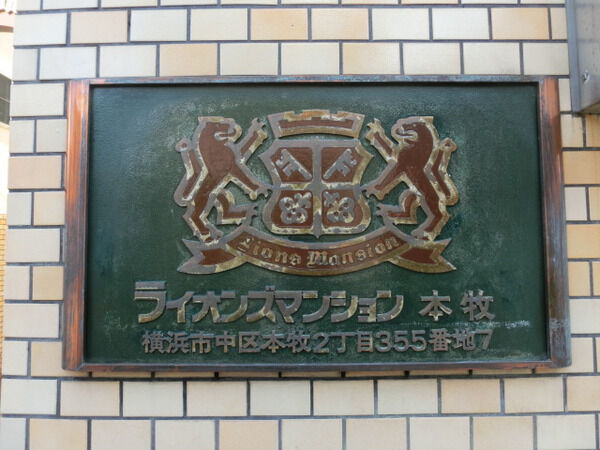 Lions Mansion
ライオンズマンション 本牧
横浜市中区本牧2丁目355番地7